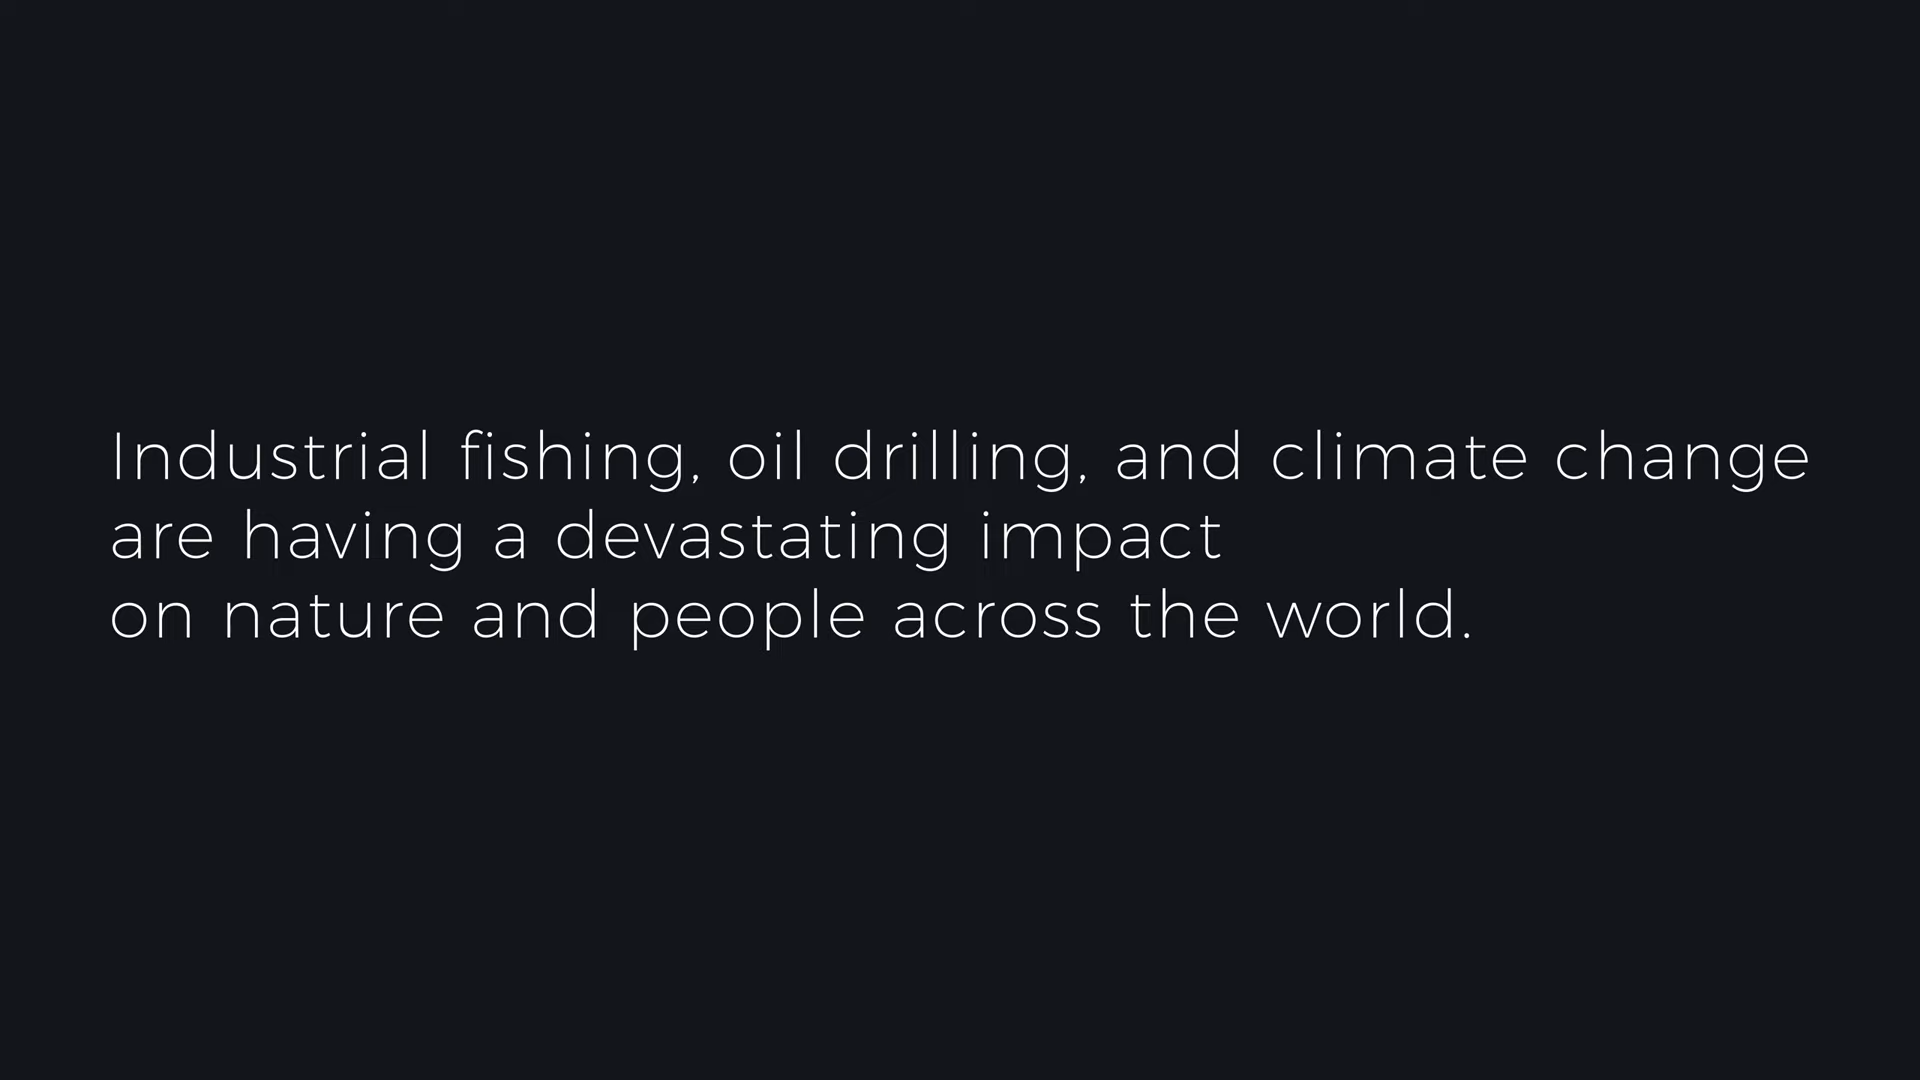 Industrial fishing, oil drilling, and climate change
are having a devastating impact
on nature and people across the world.